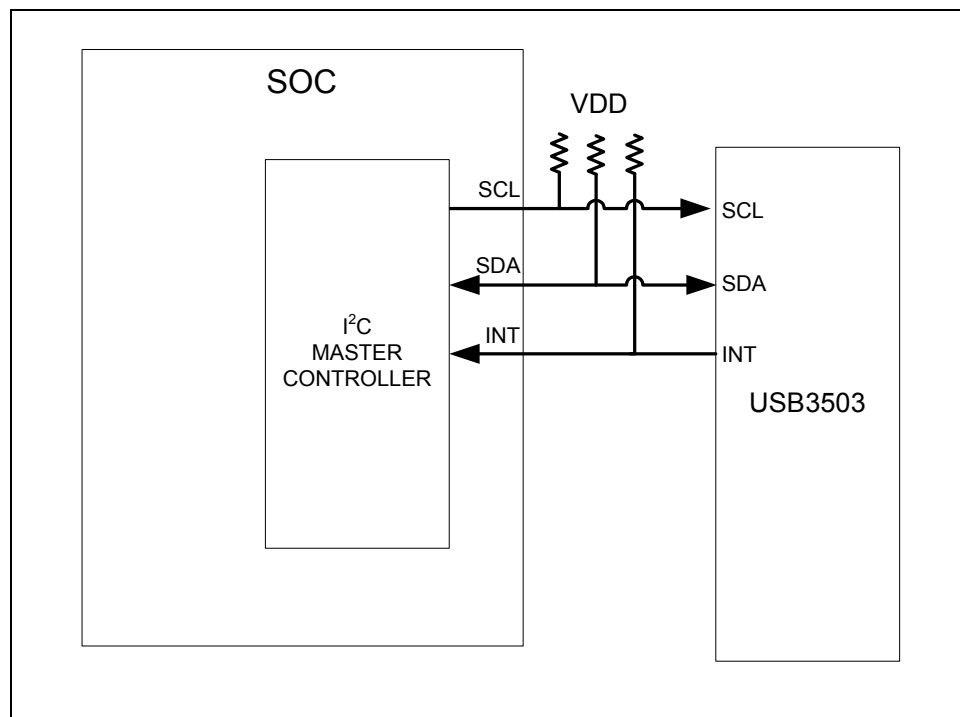 SOC
VDD
SCL
SCL
SDA
SDA
INT
INT
I²C
MASTER
CONTROLLER
USB3503